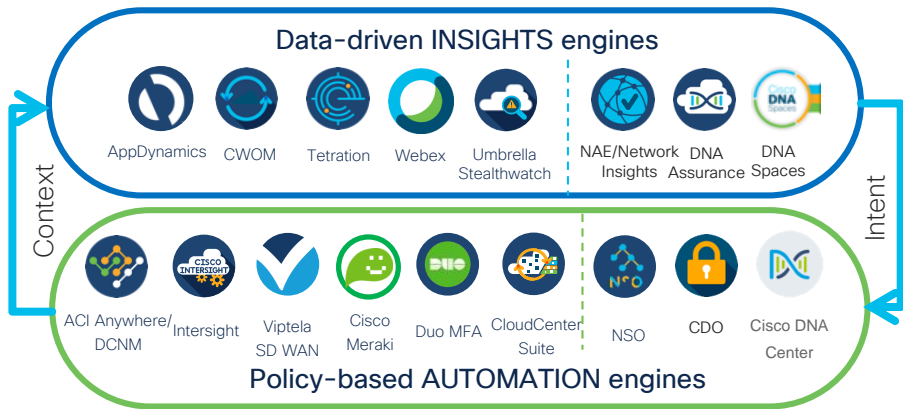 Data-driven INSIGHTS engines
Cisco
DNA
Spaces
AppDynamics
CWOM
Tetration
Webex
Umbrella
Stealthwatch
NAE/Network
Insights
DNA
Assurance
DNA
Spaces
Context
Intent
CISCO
INTERSIGHT
DUO
NSO
ACI Anywhere/
DCNM
Intersight
Viptela
SD WAN
Cisco
Meraki
Duo MFA
CloudCenter
Suite
NSO
CDO
Cisco DNA
Center
Policy-based AUTOMATION engines